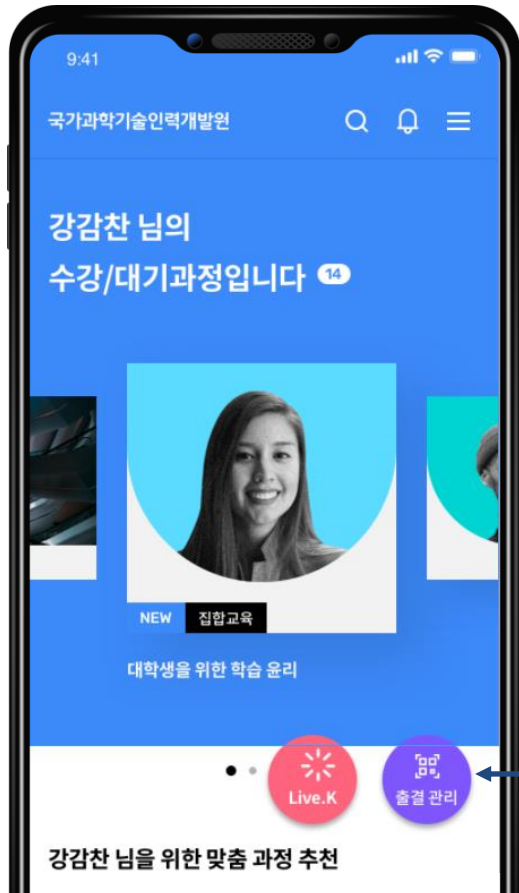 9:41
국가과학기술인력개발원
강감찬 님의
수강/대기과정입니다 14
NEW 집합교육
대학생을 위한 학습 윤리
Live.K
출결 관리
강감찬 님을 위한 맞춤 과정 추천